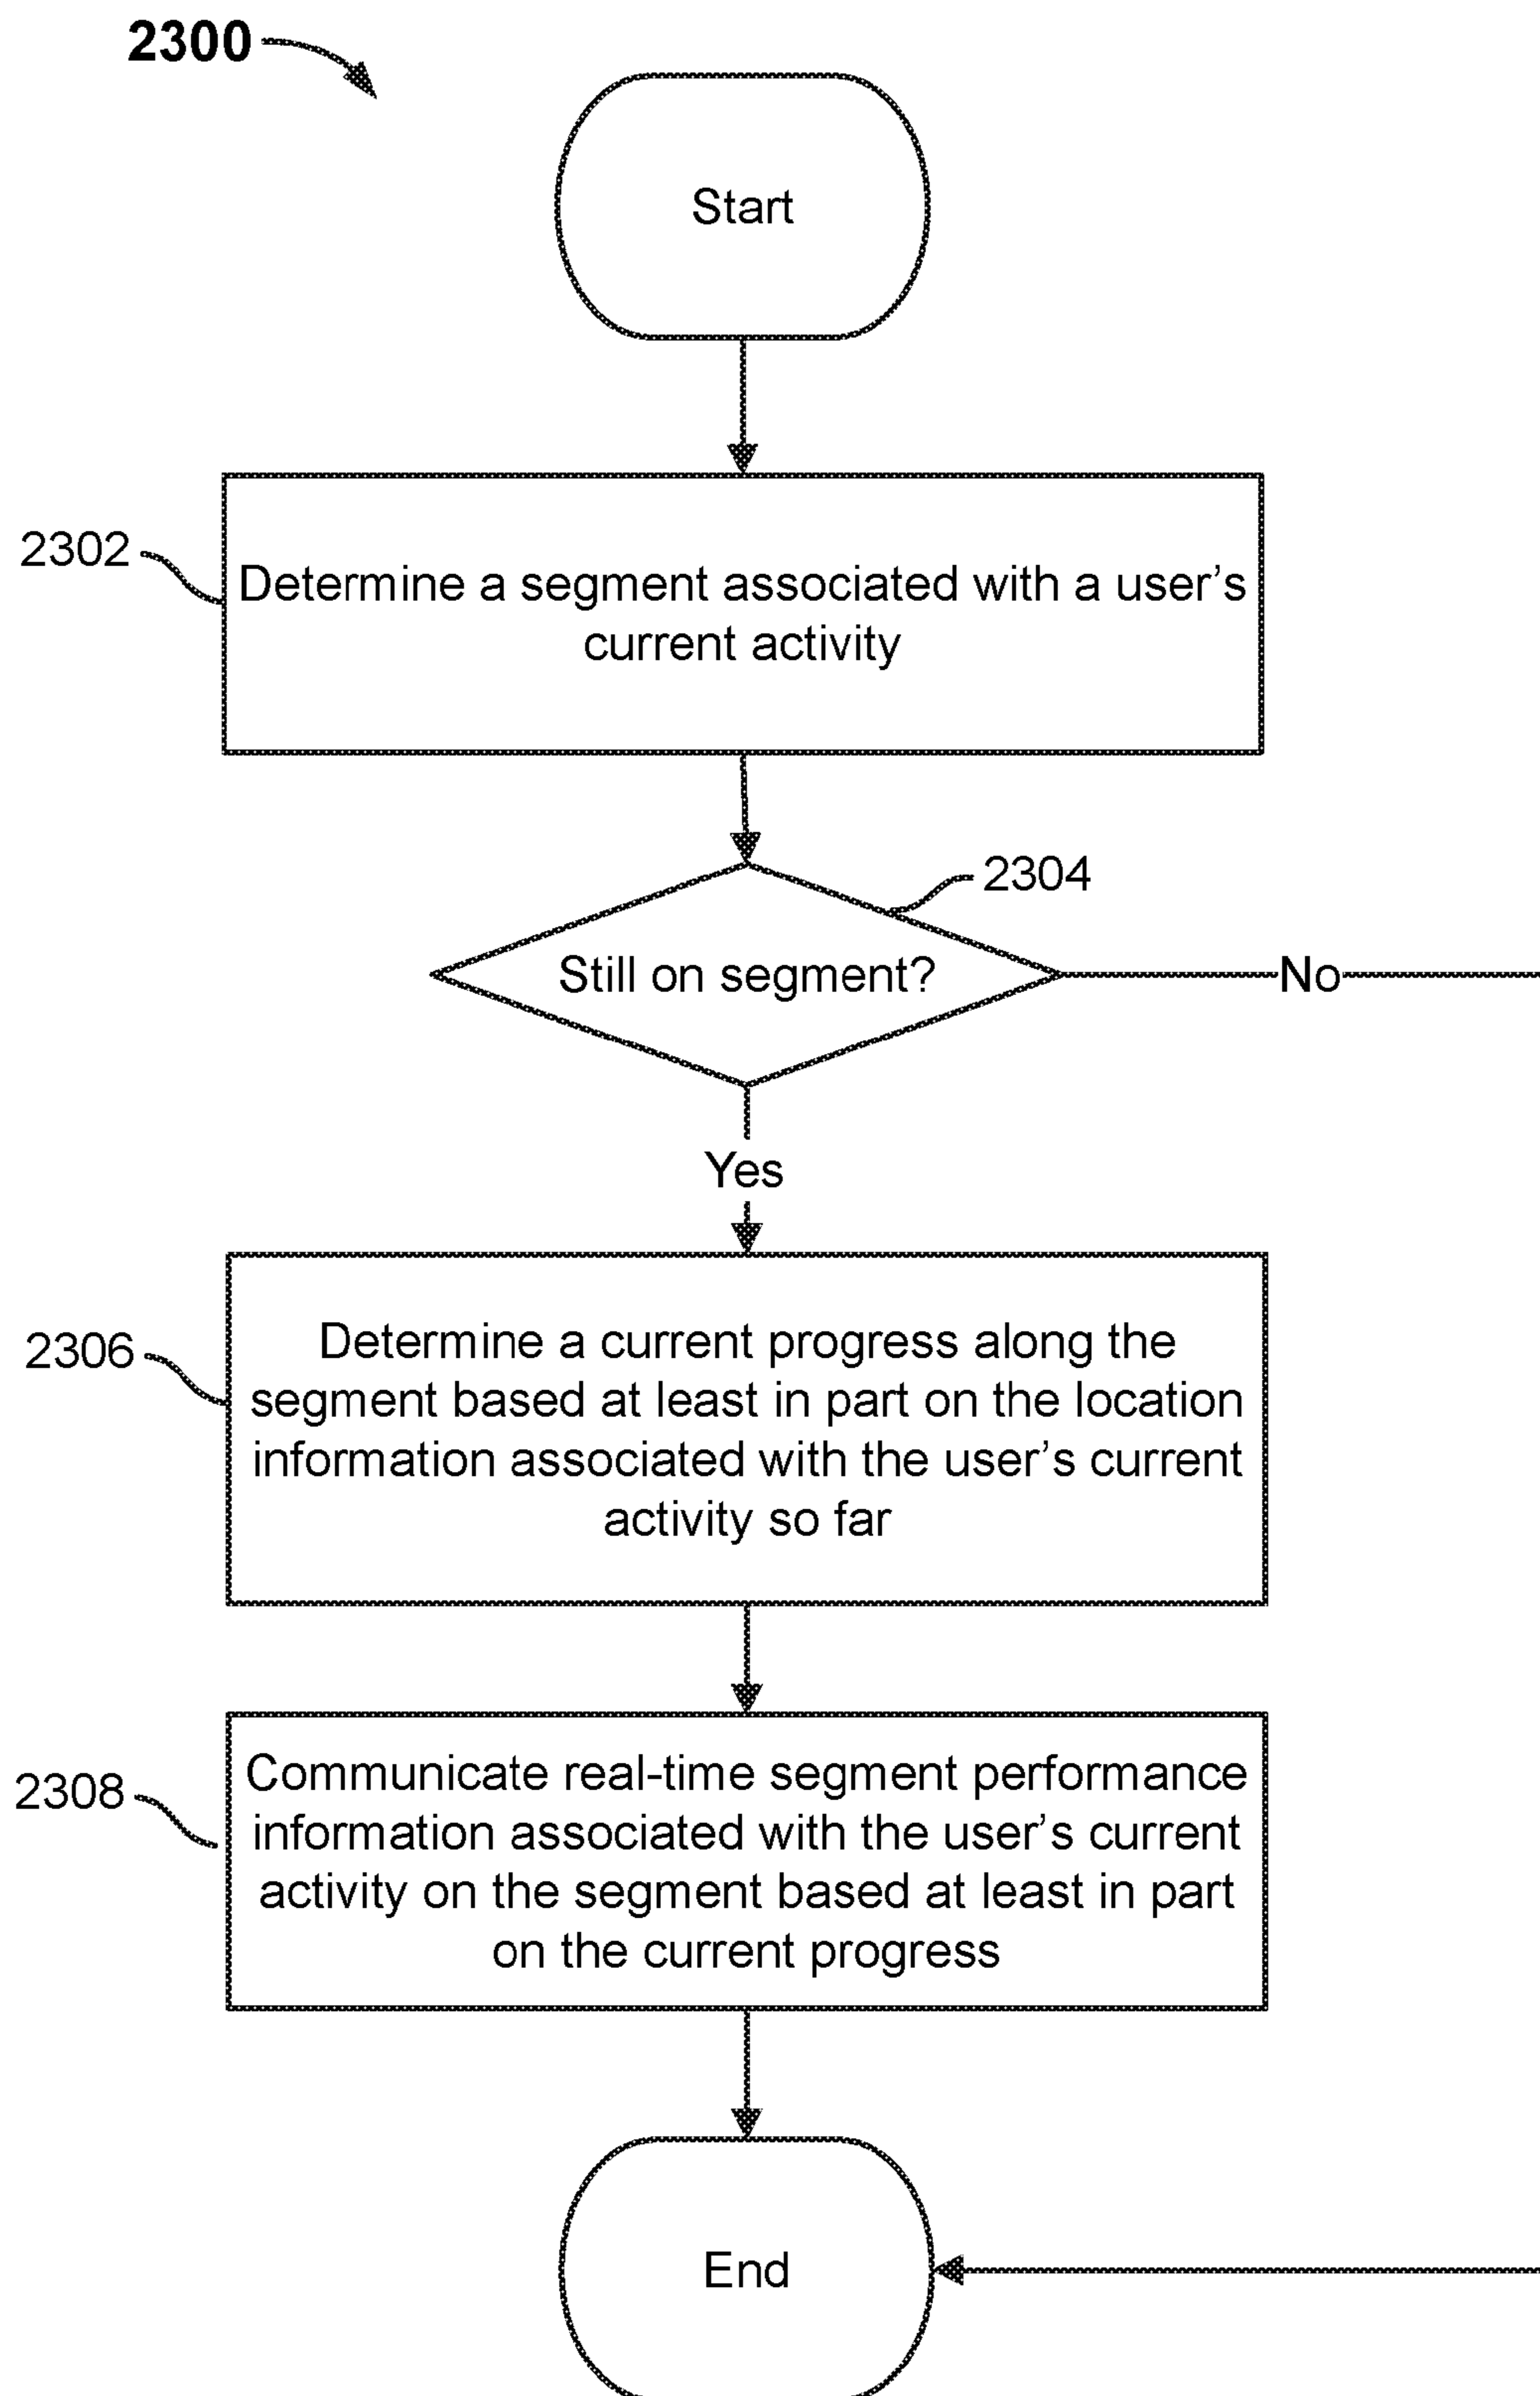 2300
Start
2302
Determine a segment associated with a user's
current activity
2304
Still on segment?
No
Yes
2306
Determine a current progress along the
segment based at least in part on the location
information associated with the user's current
activity so far
2308
Communicate real-time segment performance
information associated with the user's current
activity on the segment based at least in part
on the current progress
End